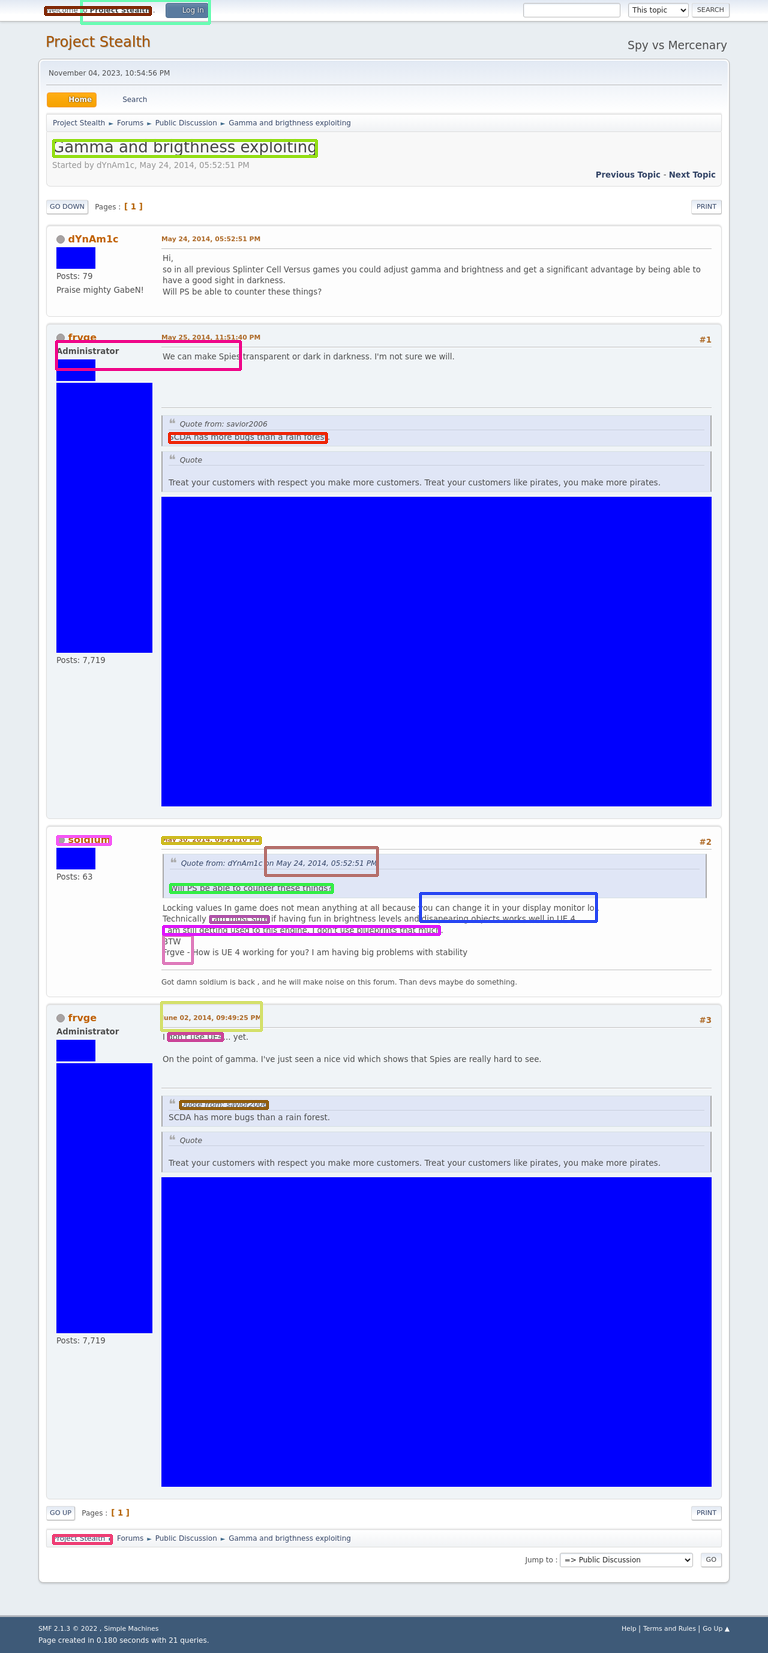 Welcome to Project Stealth. Log in This topic SEARCH
Project Stealth
Spy vs Mercenary
November 04, 2023, 10:54:56 PM
Home Search
Project Stealth ► Forums ► Public Discussion ► Gamma and brigthness exploiting
Gamma and brigthness exploiting
Started by dYnAm1c, May 24, 2014, 05:52:51 PM
Previous Topic - Next Topic
GO DOWN Pages : [ 1 ] PRINT
dYnAm1c
May 24, 2014, 05:52:51 PM
Posts: 79
Praise mighty GabeN!
Hi,
so in all previous Splinter Cell Versus games you could adjust gamma and brightness and get a significant advantage by being able to
have a good sight in darkness.
Will PS be able to counter these things?
frvge
May 25, 2014, 11:51:40 PM
#1
Administrator
We can make Spies transparent or dark in darkness. I'm not sure we will.
Quote from: savior2006
SCDA has more bugs than a rain forest.
Quote
Treat your customers with respect you make more customers. Treat your customers like pirates, you make more pirates.
Posts: 7,719
soldium
#2
Posts: 63
Quote from: dYnAm1c on May 24, 2014, 05:52:51 PM
Will PS be able to counter these things?
Locking values In game does not mean anything at all because you can change it in your display monitor lol.
Technically if having fun in brightness levels and disapearing objects works well in UE 4
I am still getting used to this engine. I don't use blueprints that much.
BTW
Frgve - How is UE 4 working for you? I am having big problems with stability
Got damn soldium is back , and he will make noise on this forum. Than devs maybe do something.
frvge
June 02, 2014, 09:49:25 PM
#3
Administrator
I don't use UE4... yet.
On the point of gamma. I've just seen a nice vid which shows that Spies are really hard to see.
Quote from: savior2006
SCDA has more bugs than a rain forest.
Quote
Treat your customers with respect you make more customers. Treat your customers like pirates, you make more pirates.
Posts: 7,719
GO UP Pages : [ 1 ] PRINT
Project Stealth ► Forums ► Public Discussion ► Gamma and brigthness exploiting
Jump to : => Public Discussion GO
SMF 2.1.3 © 2022 , Simple Machines
Help | Terms and Rules | Go Up ▲
Page created in 0.180 seconds with 21 queries.